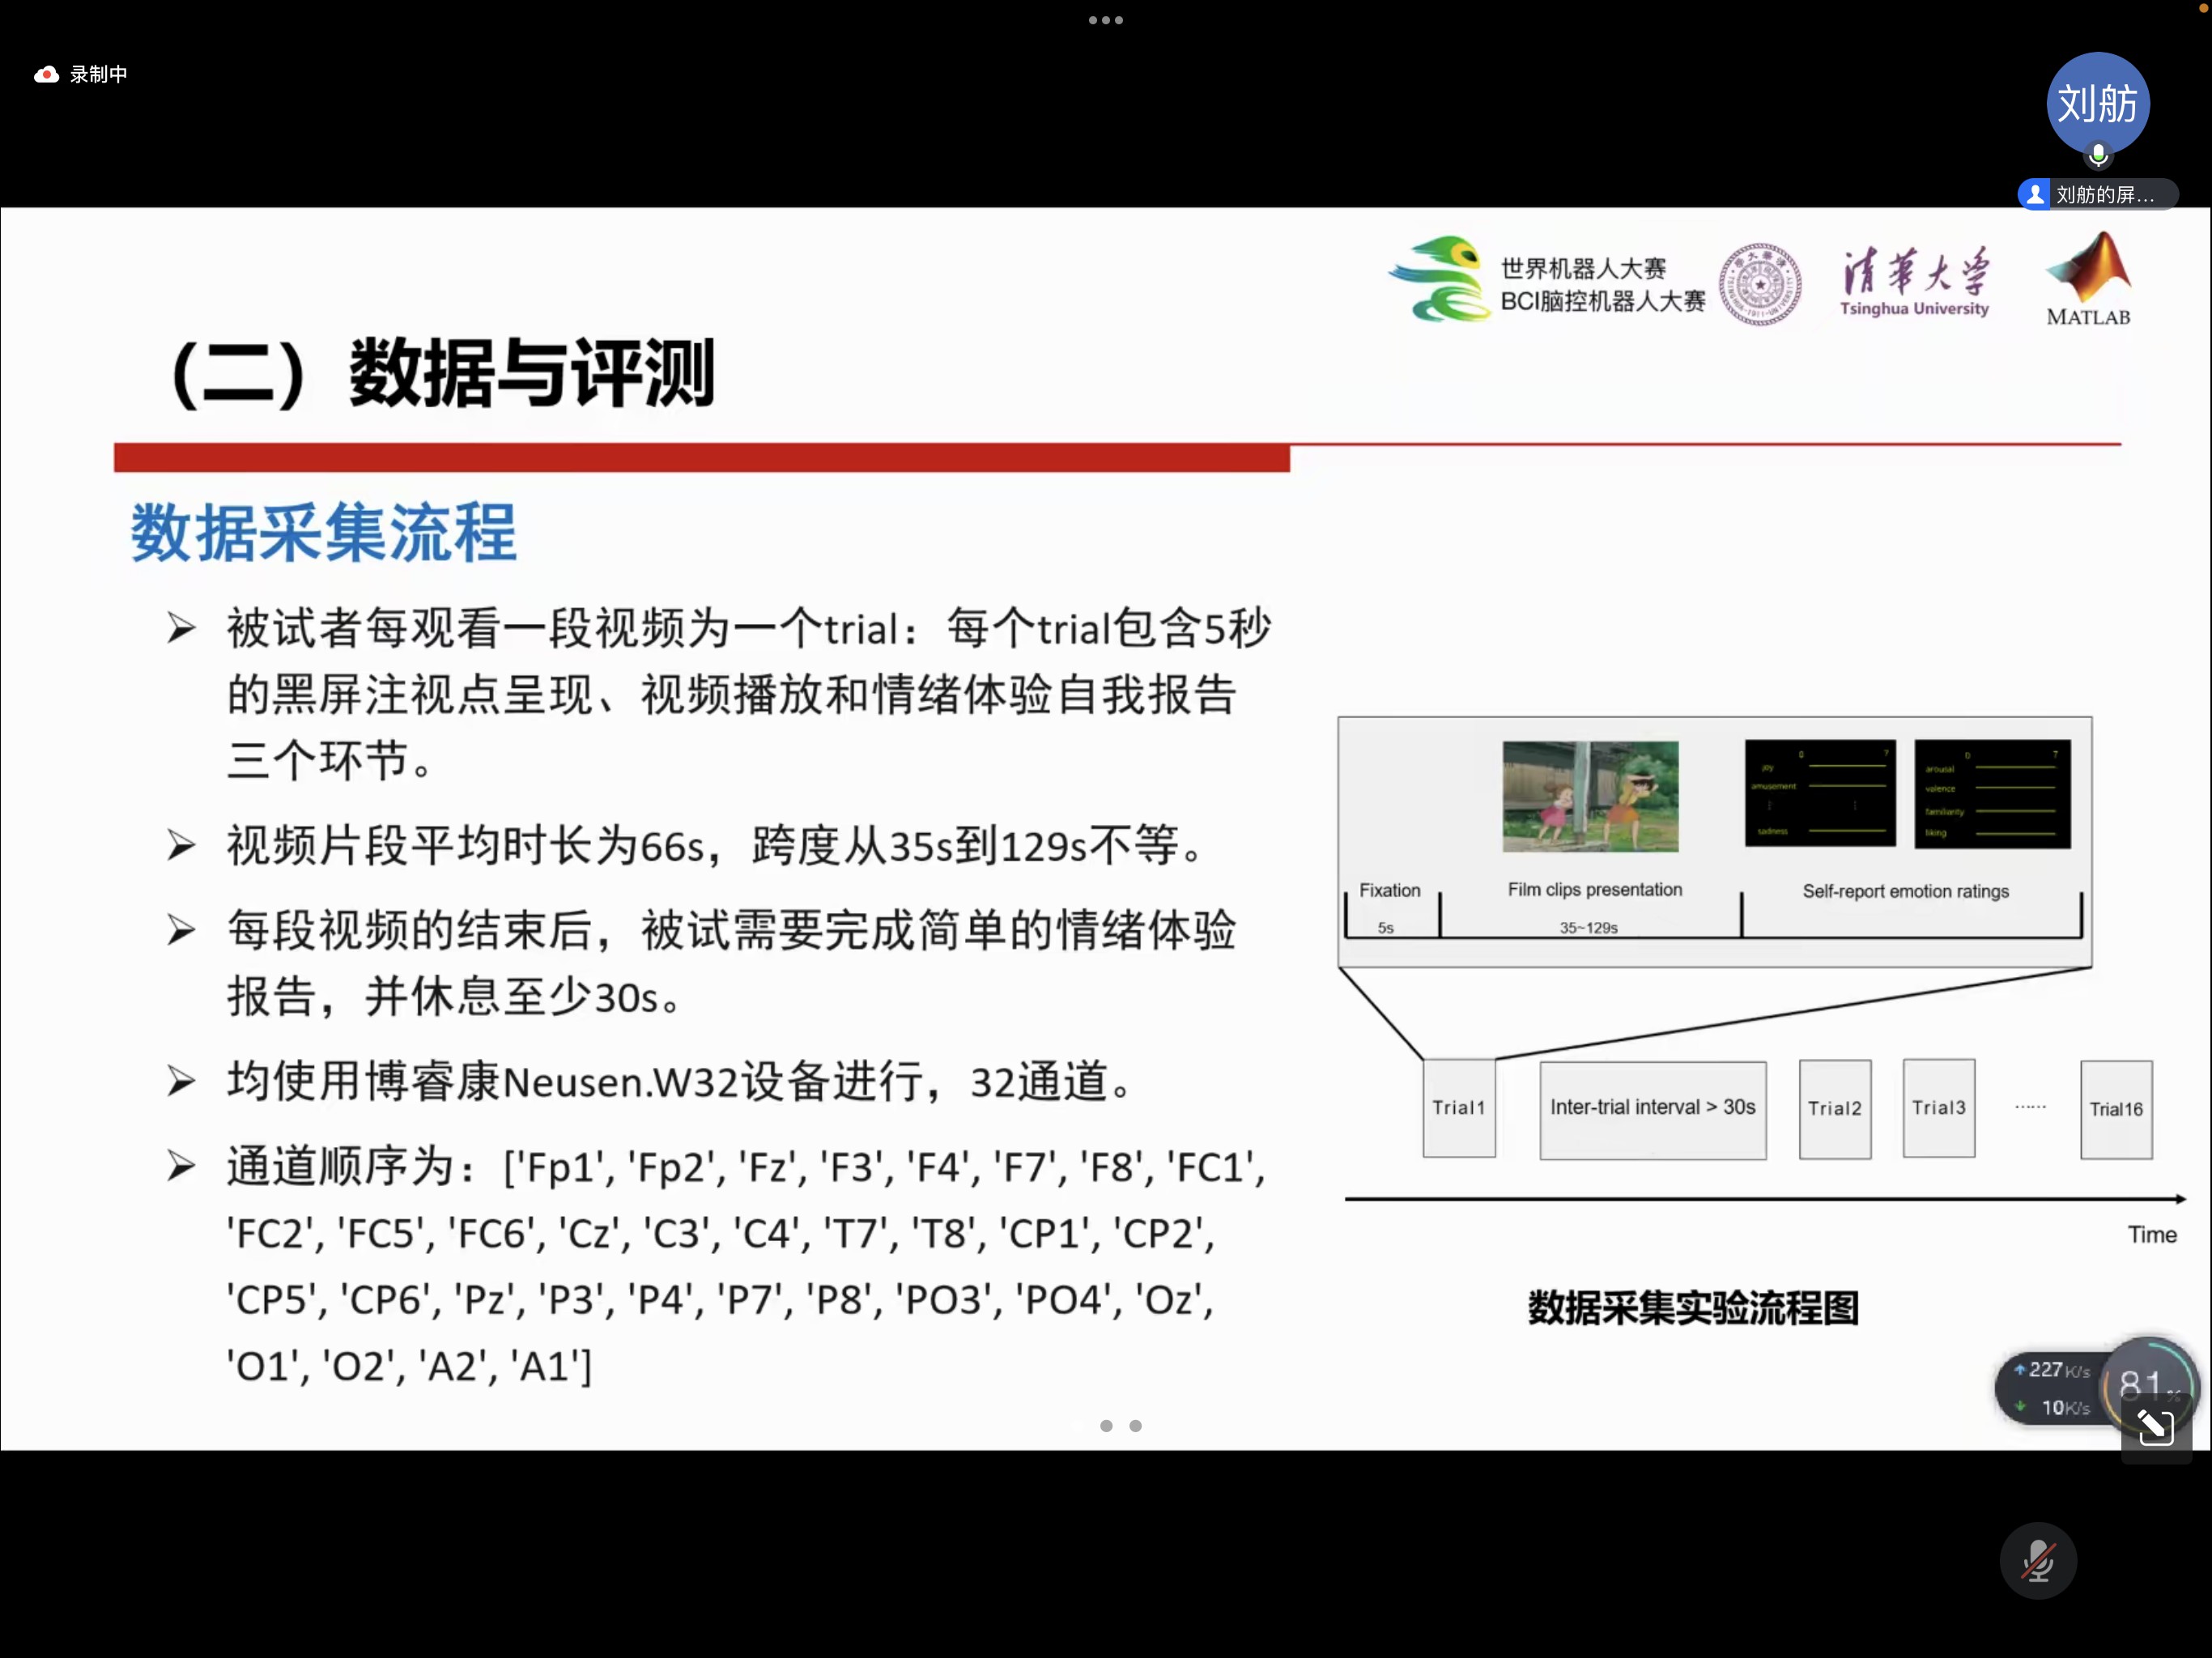 录制中
刘舫
刘舫的屏...
世界机器人大赛
BCI脑控机器人大赛
清华大学
Tsinghua University
MATLAB
（二）数据与评测
数据采集流程
➢ 被试者每观看一段视频为一个trial：每个trial包含5秒
的黑屏注视点呈现、视频播放和情绪体验自我报告
三个环节。
➢ 视频片段平均时长为66s，跨度从35s到129s不等。
➢ 每段视频的结束后，被试需要完成简单的情绪体验
报告，并休息至少30s。
➢ 均使用博睿康Neusen.W32设备进行，32通道。
➢ 通道顺序为：['Fp1', 'Fp2', 'Fz', 'F3', 'F4', 'F7', 'F8', 'FC1',
'FC2', 'FC5', 'FC6', 'Cz', 'C3', 'C4', 'T7', 'T8', 'CP1', 'CP2',
'CP5', 'CP6', 'Pz', 'P3', 'P4', 'P7', 'P8', 'PO3', 'PO4', 'Oz',
'O1', 'O2', 'A2', 'A1']
0 7
joy
amusement
sadness
0 7
arousal
valence
familiarity
liking
Fixation
5s
Film clips presentation
35~129s
Self-report emotion ratings
Trial1
Inter-trial interval > 30s
Trial2
Trial3
......
Trial16
Time
数据采集实验流程图
227K/s
10K/s
81%